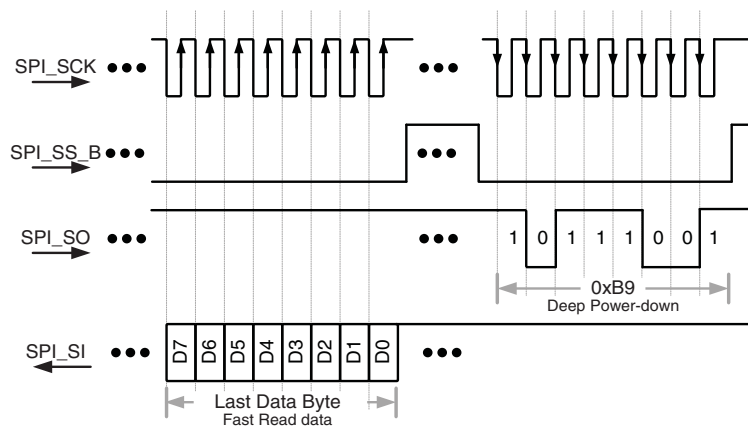 SPI_SCK
SPI_SS_B
SPI_SO
1 0 1 1 1 0 0 1
0xB9
Deep Power-down
SPI_SI
D7 D6 D5 D4 D3 D2 D1 D0
Last Data Byte
Fast Read data